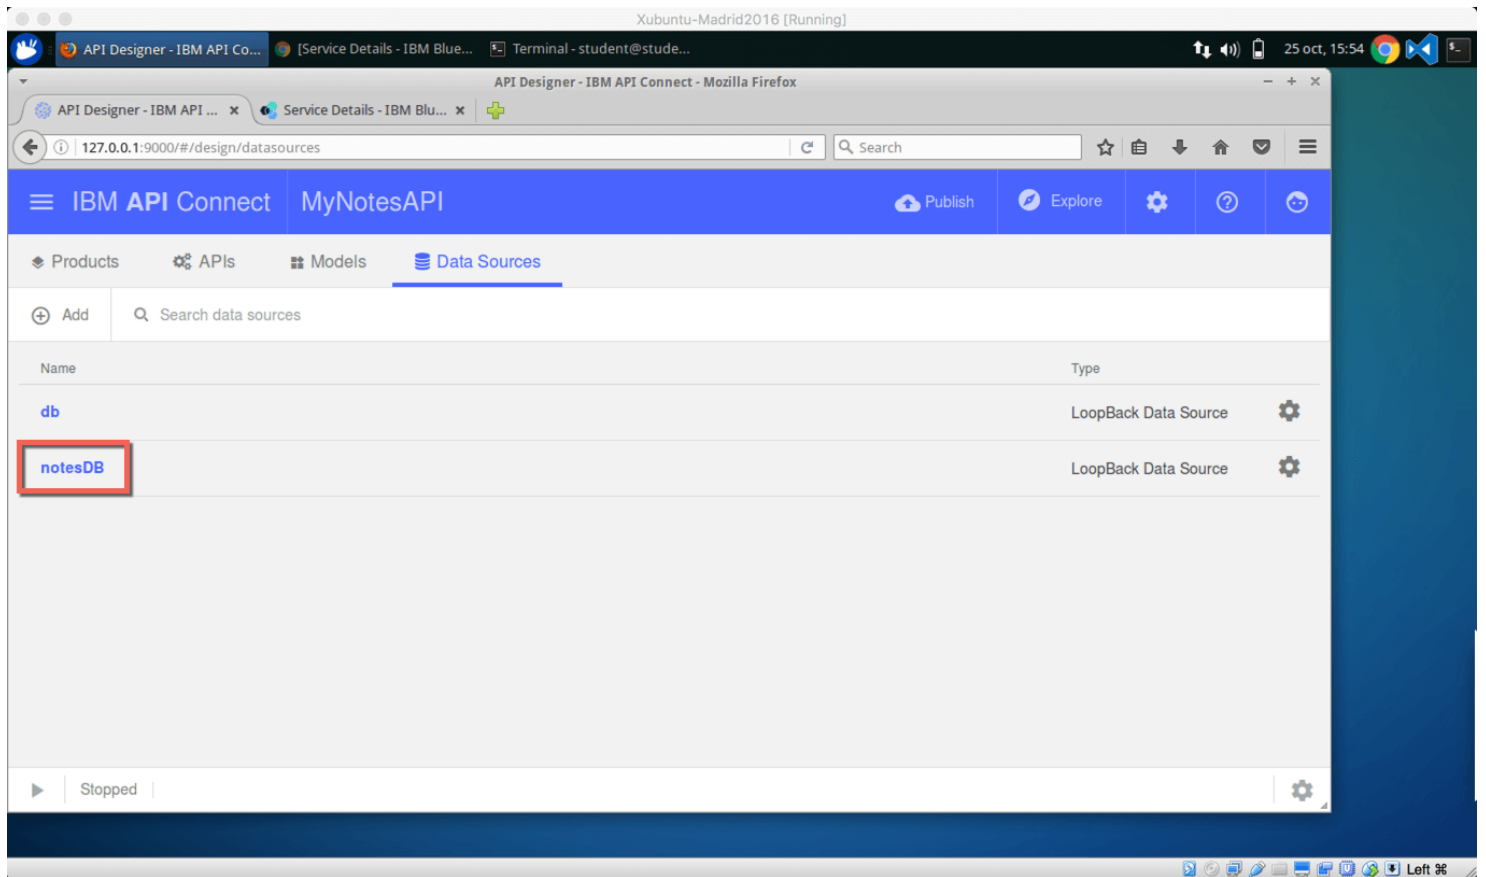 Xubuntu-Madrid2016 [Running]
API Designer - IBM API Co... [Service Details - IBM Blue... Terminal - student@stude... 25 oct, 15:54
API Designer - IBM API Connect - Mozilla Firefox
API Designer - IBM API ... Service Details - IBM Blu...
127.0.0.1:9000/#/design/datasources Search
IBM API Connect MyNotesAPI Publish Explore
Products APIs Models Data Sources
Add Search data sources
Name Type
db LoopBack Data Source
notesDB LoopBack Data Source
Stopped
Left ⌘